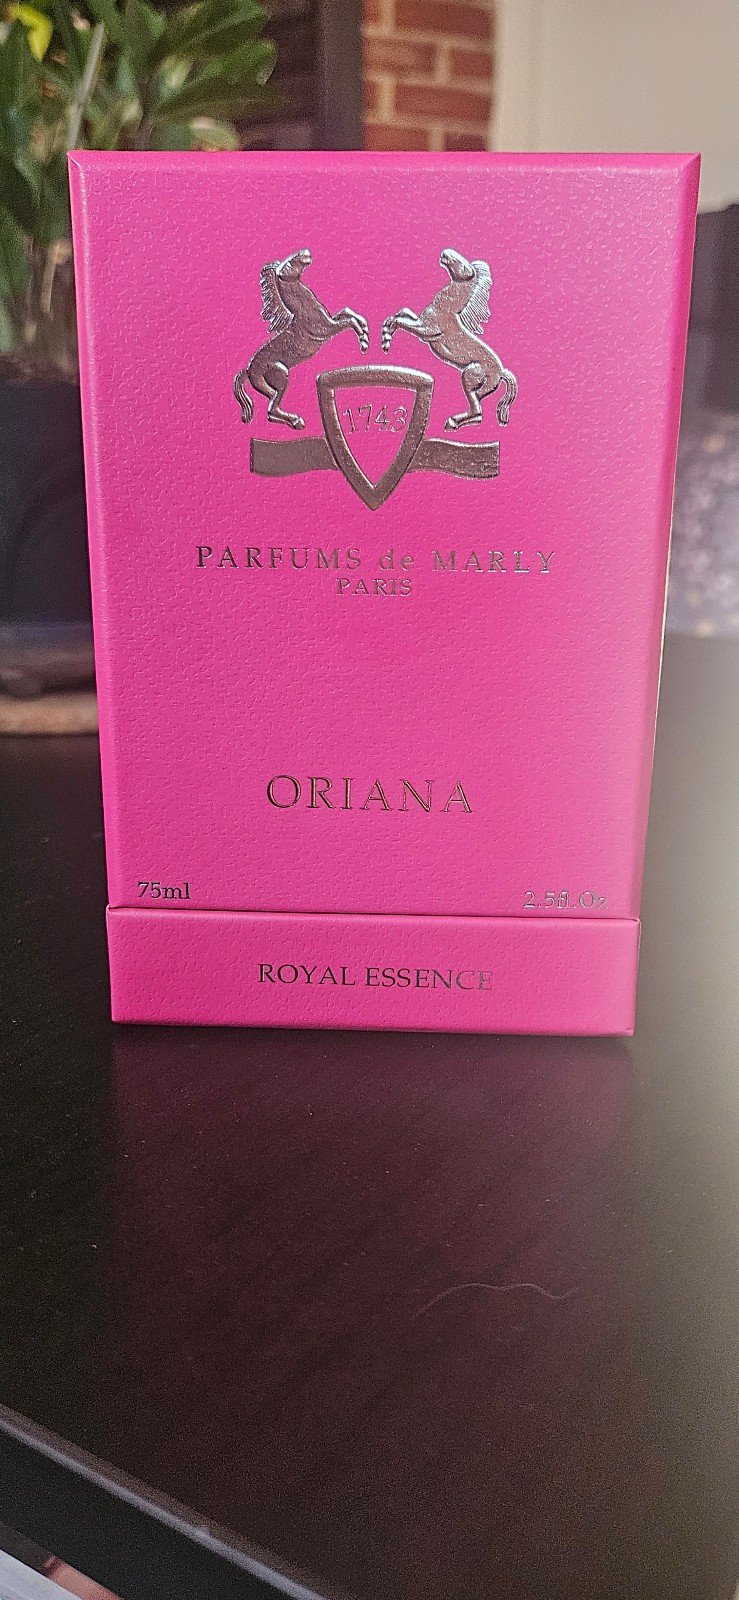 1743
PARFUMS de MARLY
PARIS
ORIANA
75ml 2.5fl.Oz
ROYAL ESSENCE